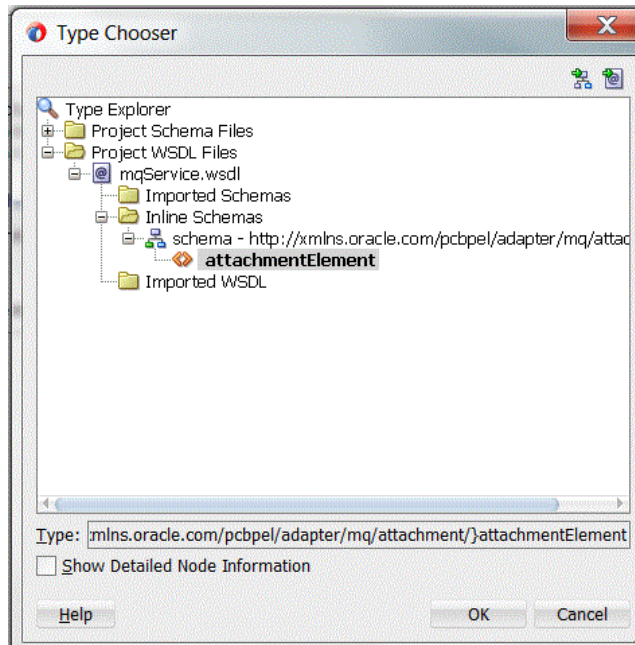 Type Chooser
Type Explorer
Project Schema Files
Project WSDL Files
mqService.wsdl
Imported Schemas
Inline Schemas
schema - http://xmlns.oracle.com/pcbpel/adapter/mq/attac
attachmentElement
Imported WSDL
Type: :mlns.oracle.com/pcbpel/adapter/mq/attachment/}attachmentElement
Show Detailed Node Information
Help OK Cancel